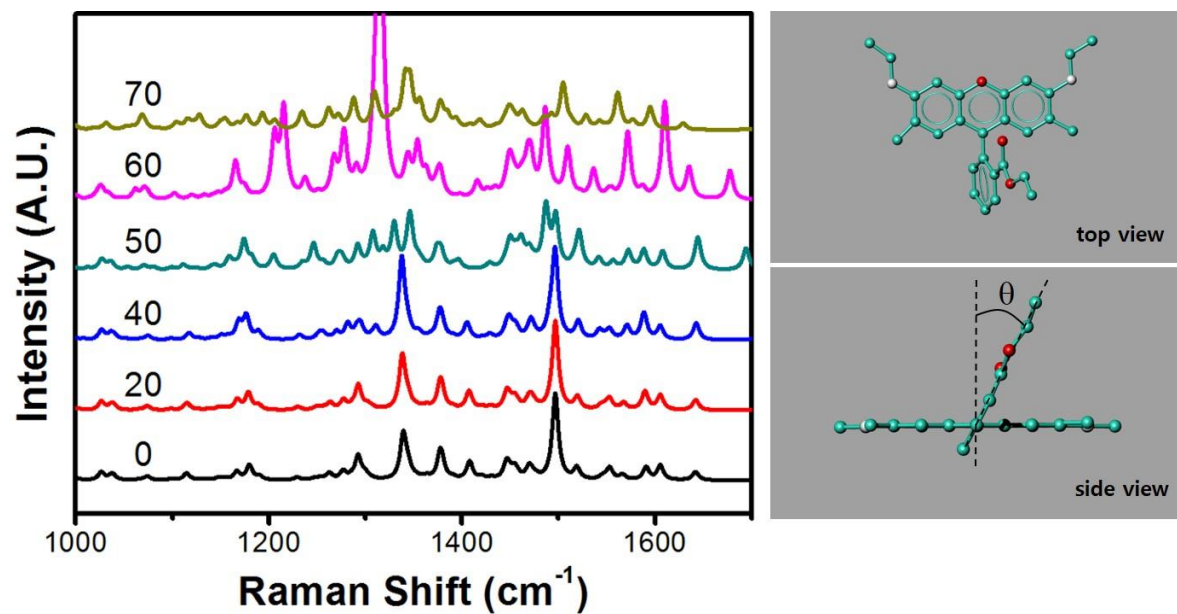 Intensity (A.U.)
70
60
50
40
20
0
1000
1200
1400
1600
Raman Shift (cm⁻¹)
top view
θ
side view